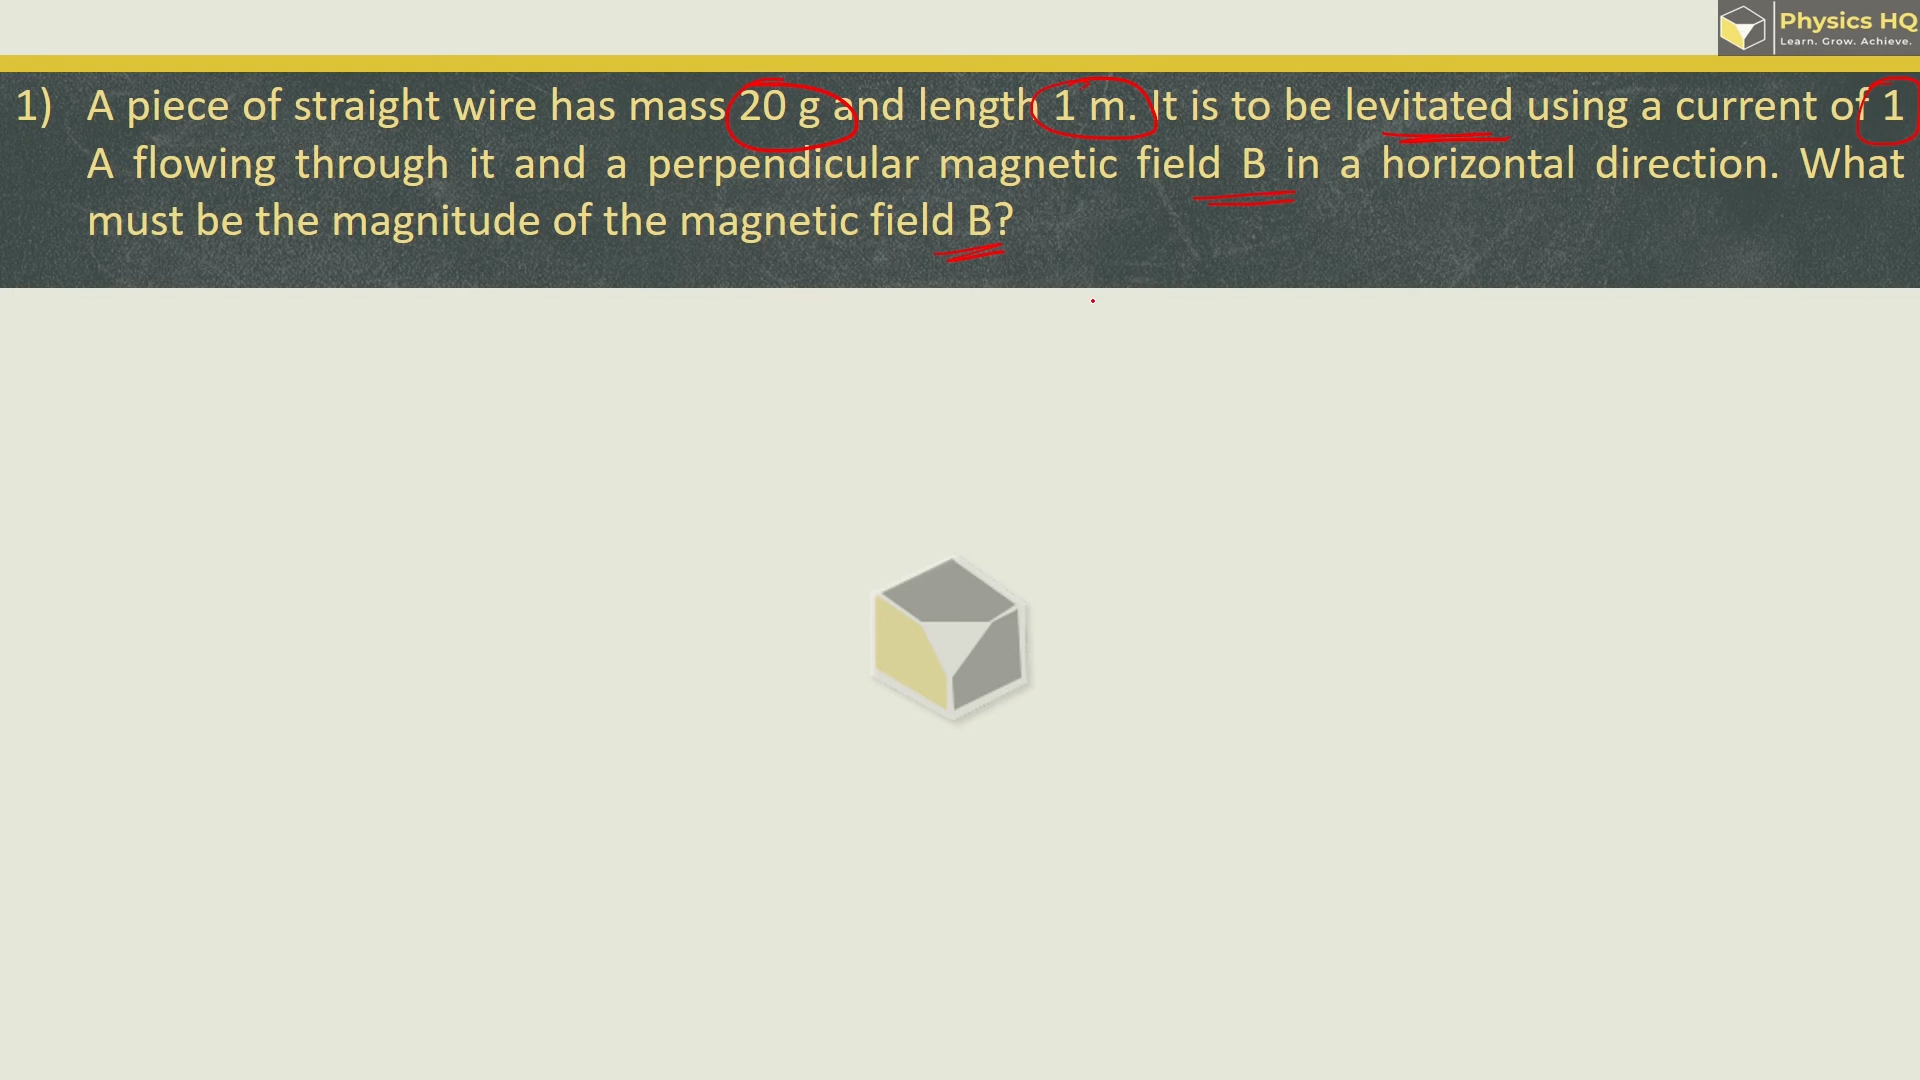 Physics HQ
Learn. Grow. Achieve.
1) A piece of straight wire has mass 20 g and length 1 m. It is to be levitated using a current of 1
A flowing through it and a perpendicular magnetic field B in a horizontal direction. What
must be the magnitude of the magnetic field B?